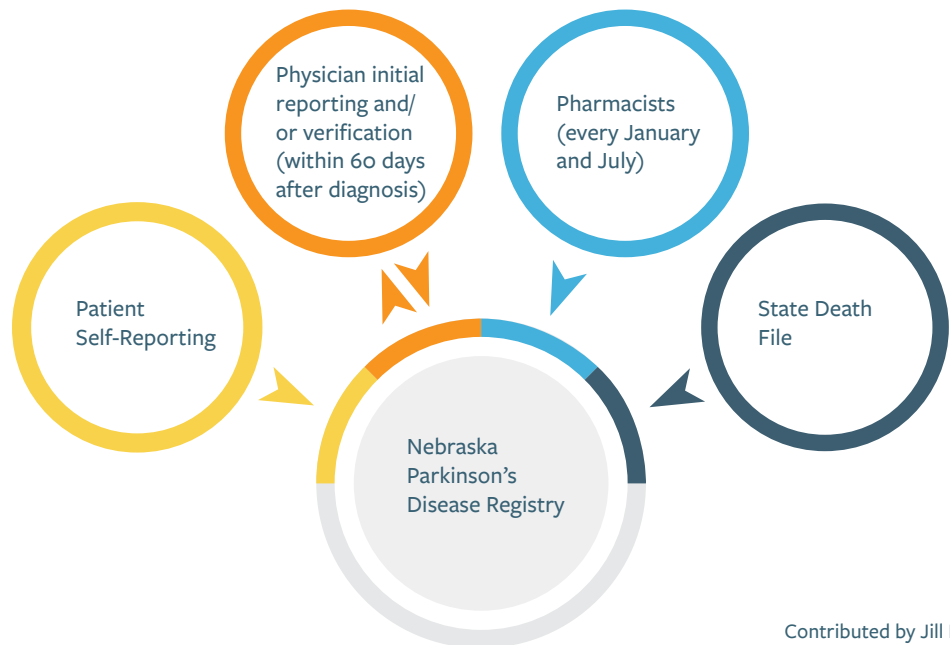 Physician initial
reporting and/
or verification
(within 60 days
after diagnosis)
Pharmacists
(every January
and July)
Patient
Self-Reporting
State Death
File
Nebraska
Parkinson's
Disease Registry
Contributed by Jill